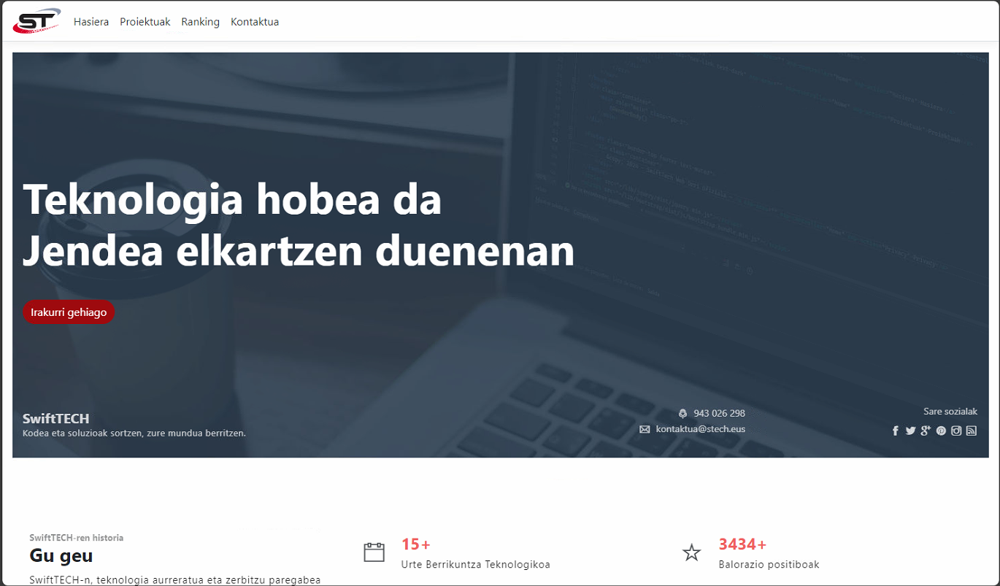 ST
Hasiera Proiektuak Ranking Kontaktua
Teknologia hobea da
Jendea elkartzen duenenan
Irakurri gehiago
SwiftTECH
Kodea eta soluzioak sortzen, zure mundua berritzen.
943 026 298
kontaktua@stech.eus
Sare sozialak
SwiftTECH-ren historia
Gu geu
SwiftTECH-n, teknologia aurreratua eta zerbitzu paregabea
15+
Urte Berrikuntza Teknologikoa
3434+
Balorazio positiboak